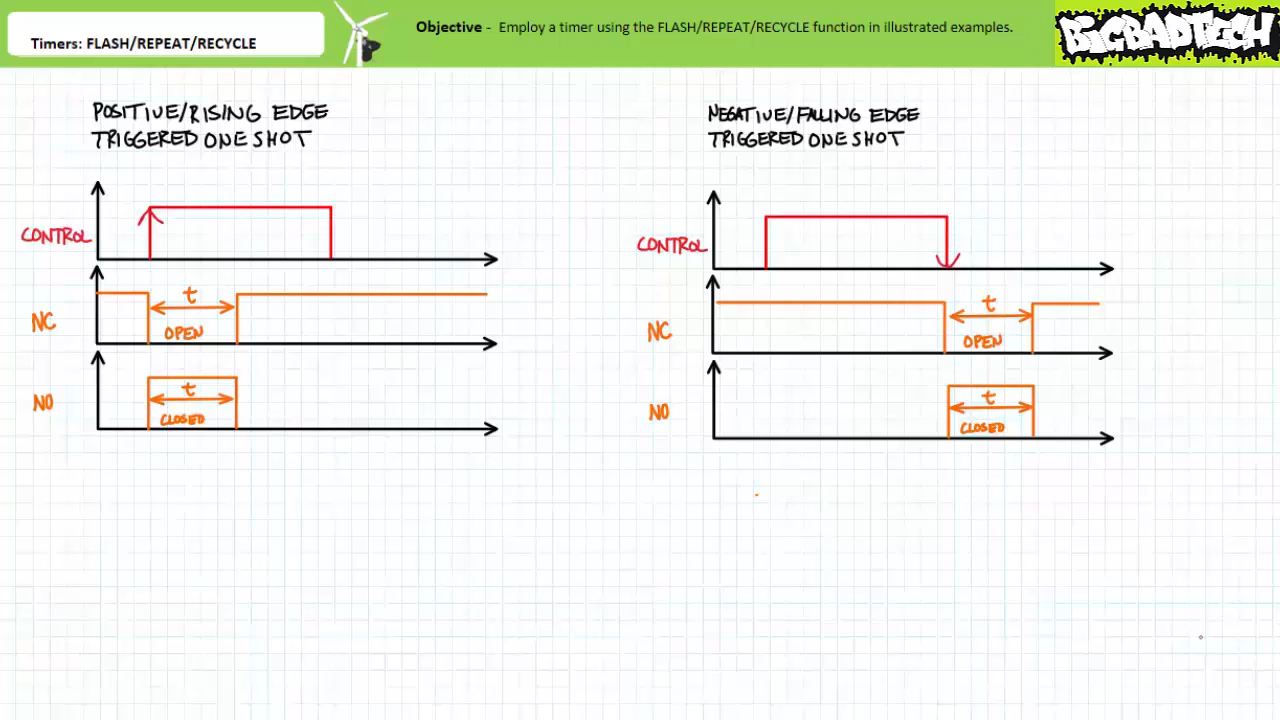 Timers: FLASH/REPEAT/RECYCLE
Objective - Employ a timer using the FLASH/REPEAT/RECYCLE function in illustrated examples.
BIGBADTECH
POSITIVE/RISING EDGE
TRIGGERED ONE SHOT
CONTROL
NC
t
OPEN
NO
t
CLOSED
NEGATIVE/FALLING EDGE
TRIGGERED ONE SHOT
CONTROL
NC
t
OPEN
NO
t
CLOSED